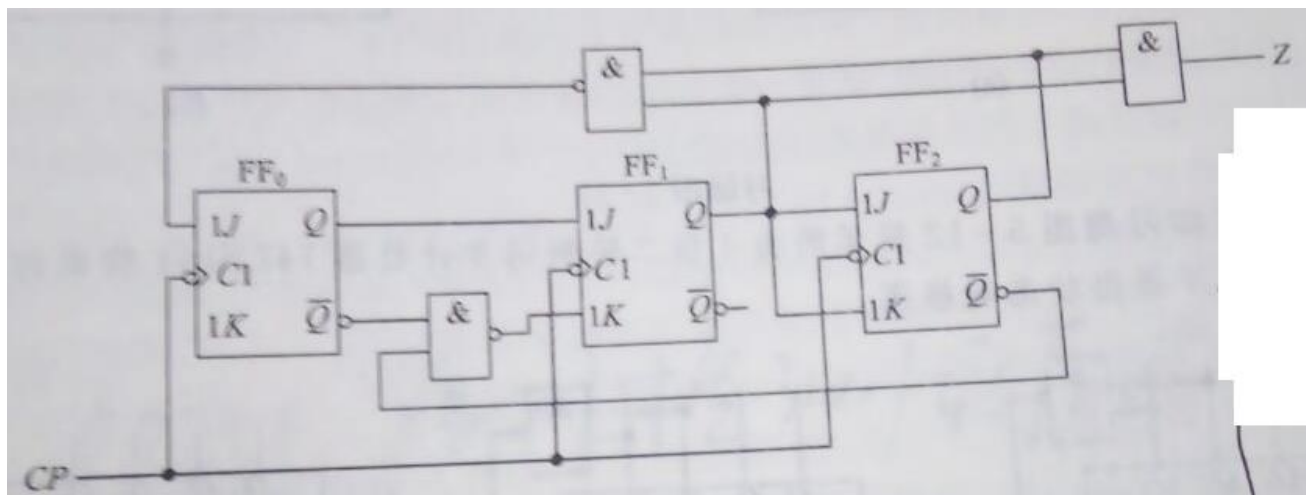 & & Z
FF₀ FF₁ FF₂
1J Q 1J Q 1J Q
C1 C1 C1
1K Q̅ & 1K Q̅ 1K Q̅
CP